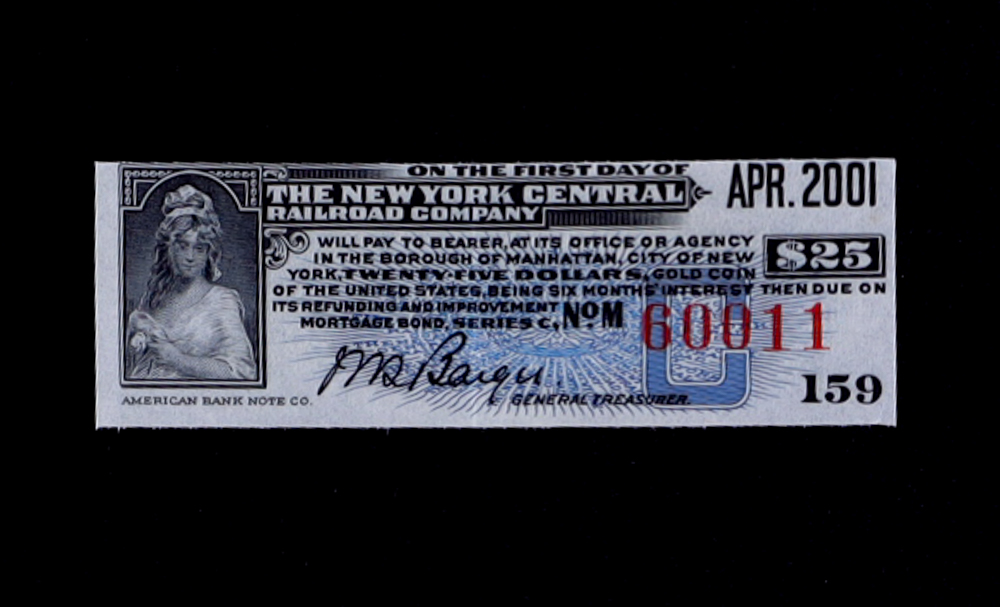 ON THE FIRST DAY OF
THE NEW YORK CENTRAL
RAILROAD COMPANY
APR. 2001
WILL PAY TO BEARER, AT ITS OFFICE OR AGENCY
IN THE BOROUGH OF MANHATTAN, CITY OF NEW
YORK, TWENTY-FIVE DOLLARS, GOLD COIN
$25
OF THE UNITED STATES, BEING SIX MONTHS' INTEREST THEN DUE ON
ITS REFUNDING AND IMPROVEMENT
MORTGAGE BOND, SERIES C, No. M
60011
GENERAL TREASURER.
159
AMERICAN BANK NOTE CO.